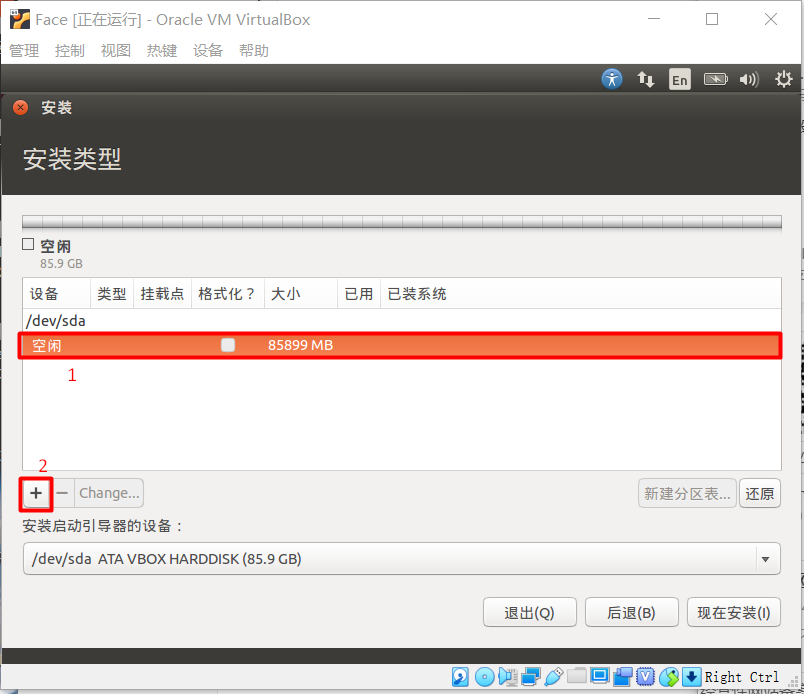 Face [正在运行] - Oracle VM VirtualBox
管理 控制 视图 热键 设备 帮助
En
安装
安装类型
空闲
85.9 GB
设备 类型 挂载点 格式化？ 大小 已用 已装系统
/dev/sda
空闲 85899 MB
1
2
+ − Change... 新建分区表... 还原
安装启动引导器的设备：
/dev/sda ATA VBOX HARDDISK (85.9 GB)
退出(Q) 后退(B) 现在安装(I)
Right Ctrl